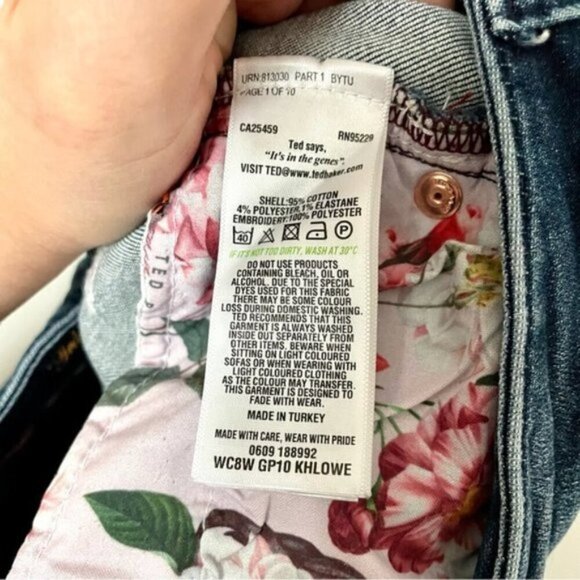 URN:813030 PART 1 BYTU
PAGE 1 OF 10
CA25459 RN95229
Ted says,
"It's in the genes".
VISIT TED@www.tedbaker.com
SHELL:95% COTTON
4% POLYESTER,1% ELASTANE
EMBROIDERY:100% POLYESTER
40 P
IF IT'S NOT TOO DIRTY, WASH AT 30°C
DO NOT USE PRODUCTS
CONTAINING BLEACH, OIL OR
ALCOHOL. DUE TO THE SPECIAL
DYES USED FOR THIS FABRIC
THERE MAY BE SOME COLOUR
LOSS DURING DOMESTIC WASHING.
TED RECOMMENDS THAT THIS
GARMENT IS ALWAYS WASHED
INSIDE OUT SEPARATELY FROM
OTHER ITEMS. BEWARE WHEN
SITTING ON LIGHT COLOURED
SOFAS OR WHEN WEARING WITH
LIGHT COLOURED CLOTHING
AS THE COLOUR MAY TRANSFER.
THIS GARMENT IS DESIGNED TO
FADE WITH WEAR.
MADE IN TURKEY
MADE WITH CARE, WEAR WITH PRIDE
0609 188992
WC8W GP10 KHLOWE
TED